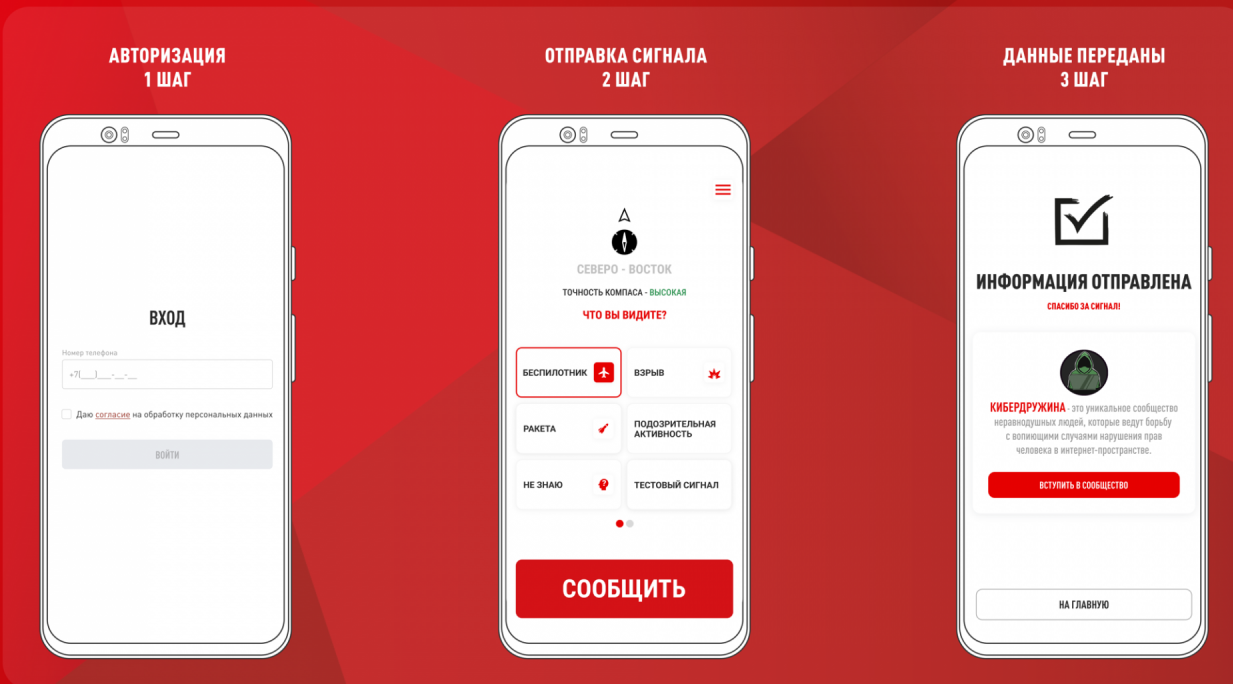 АВТОРИЗАЦИЯ
1 ШАГ
ВХОД
Номер телефона
+7(___)___-__-__
Даю согласие на обработку персональных данных
ВОЙТИ
ОТПРАВКА СИГНАЛА
2 ШАГ
СЕВЕРО - ВОСТОК
ТОЧНОСТЬ КОМПАСА - ВЫСОКАЯ
ЧТО ВЫ ВИДИТЕ?
БЕСПИЛОТНИК
ВЗРЫВ
РАКЕТА
ПОДОЗРИТЕЛЬНАЯ
АКТИВНОСТЬ
НЕ ЗНАЮ
ТЕСТОВЫЙ СИГНАЛ
СООБЩИТЬ
ДАННЫЕ ПЕРЕДАНЫ
3 ШАГ
ИНФОРМАЦИЯ ОТПРАВЛЕНА
СПАСИБО ЗА СИГНАЛ!
КИБЕРДРУЖИНА - это уникальное сообщество
неравнодушных людей, которые ведут борьбу
с вопиющими случаями нарушения прав
человека в интернет-пространстве.
ВСТУПИТЬ В СООБЩЕСТВО
НА ГЛАВНУЮ